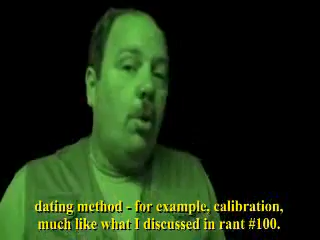 dating method - for example, calibration,
much like what I discussed in rant #100.